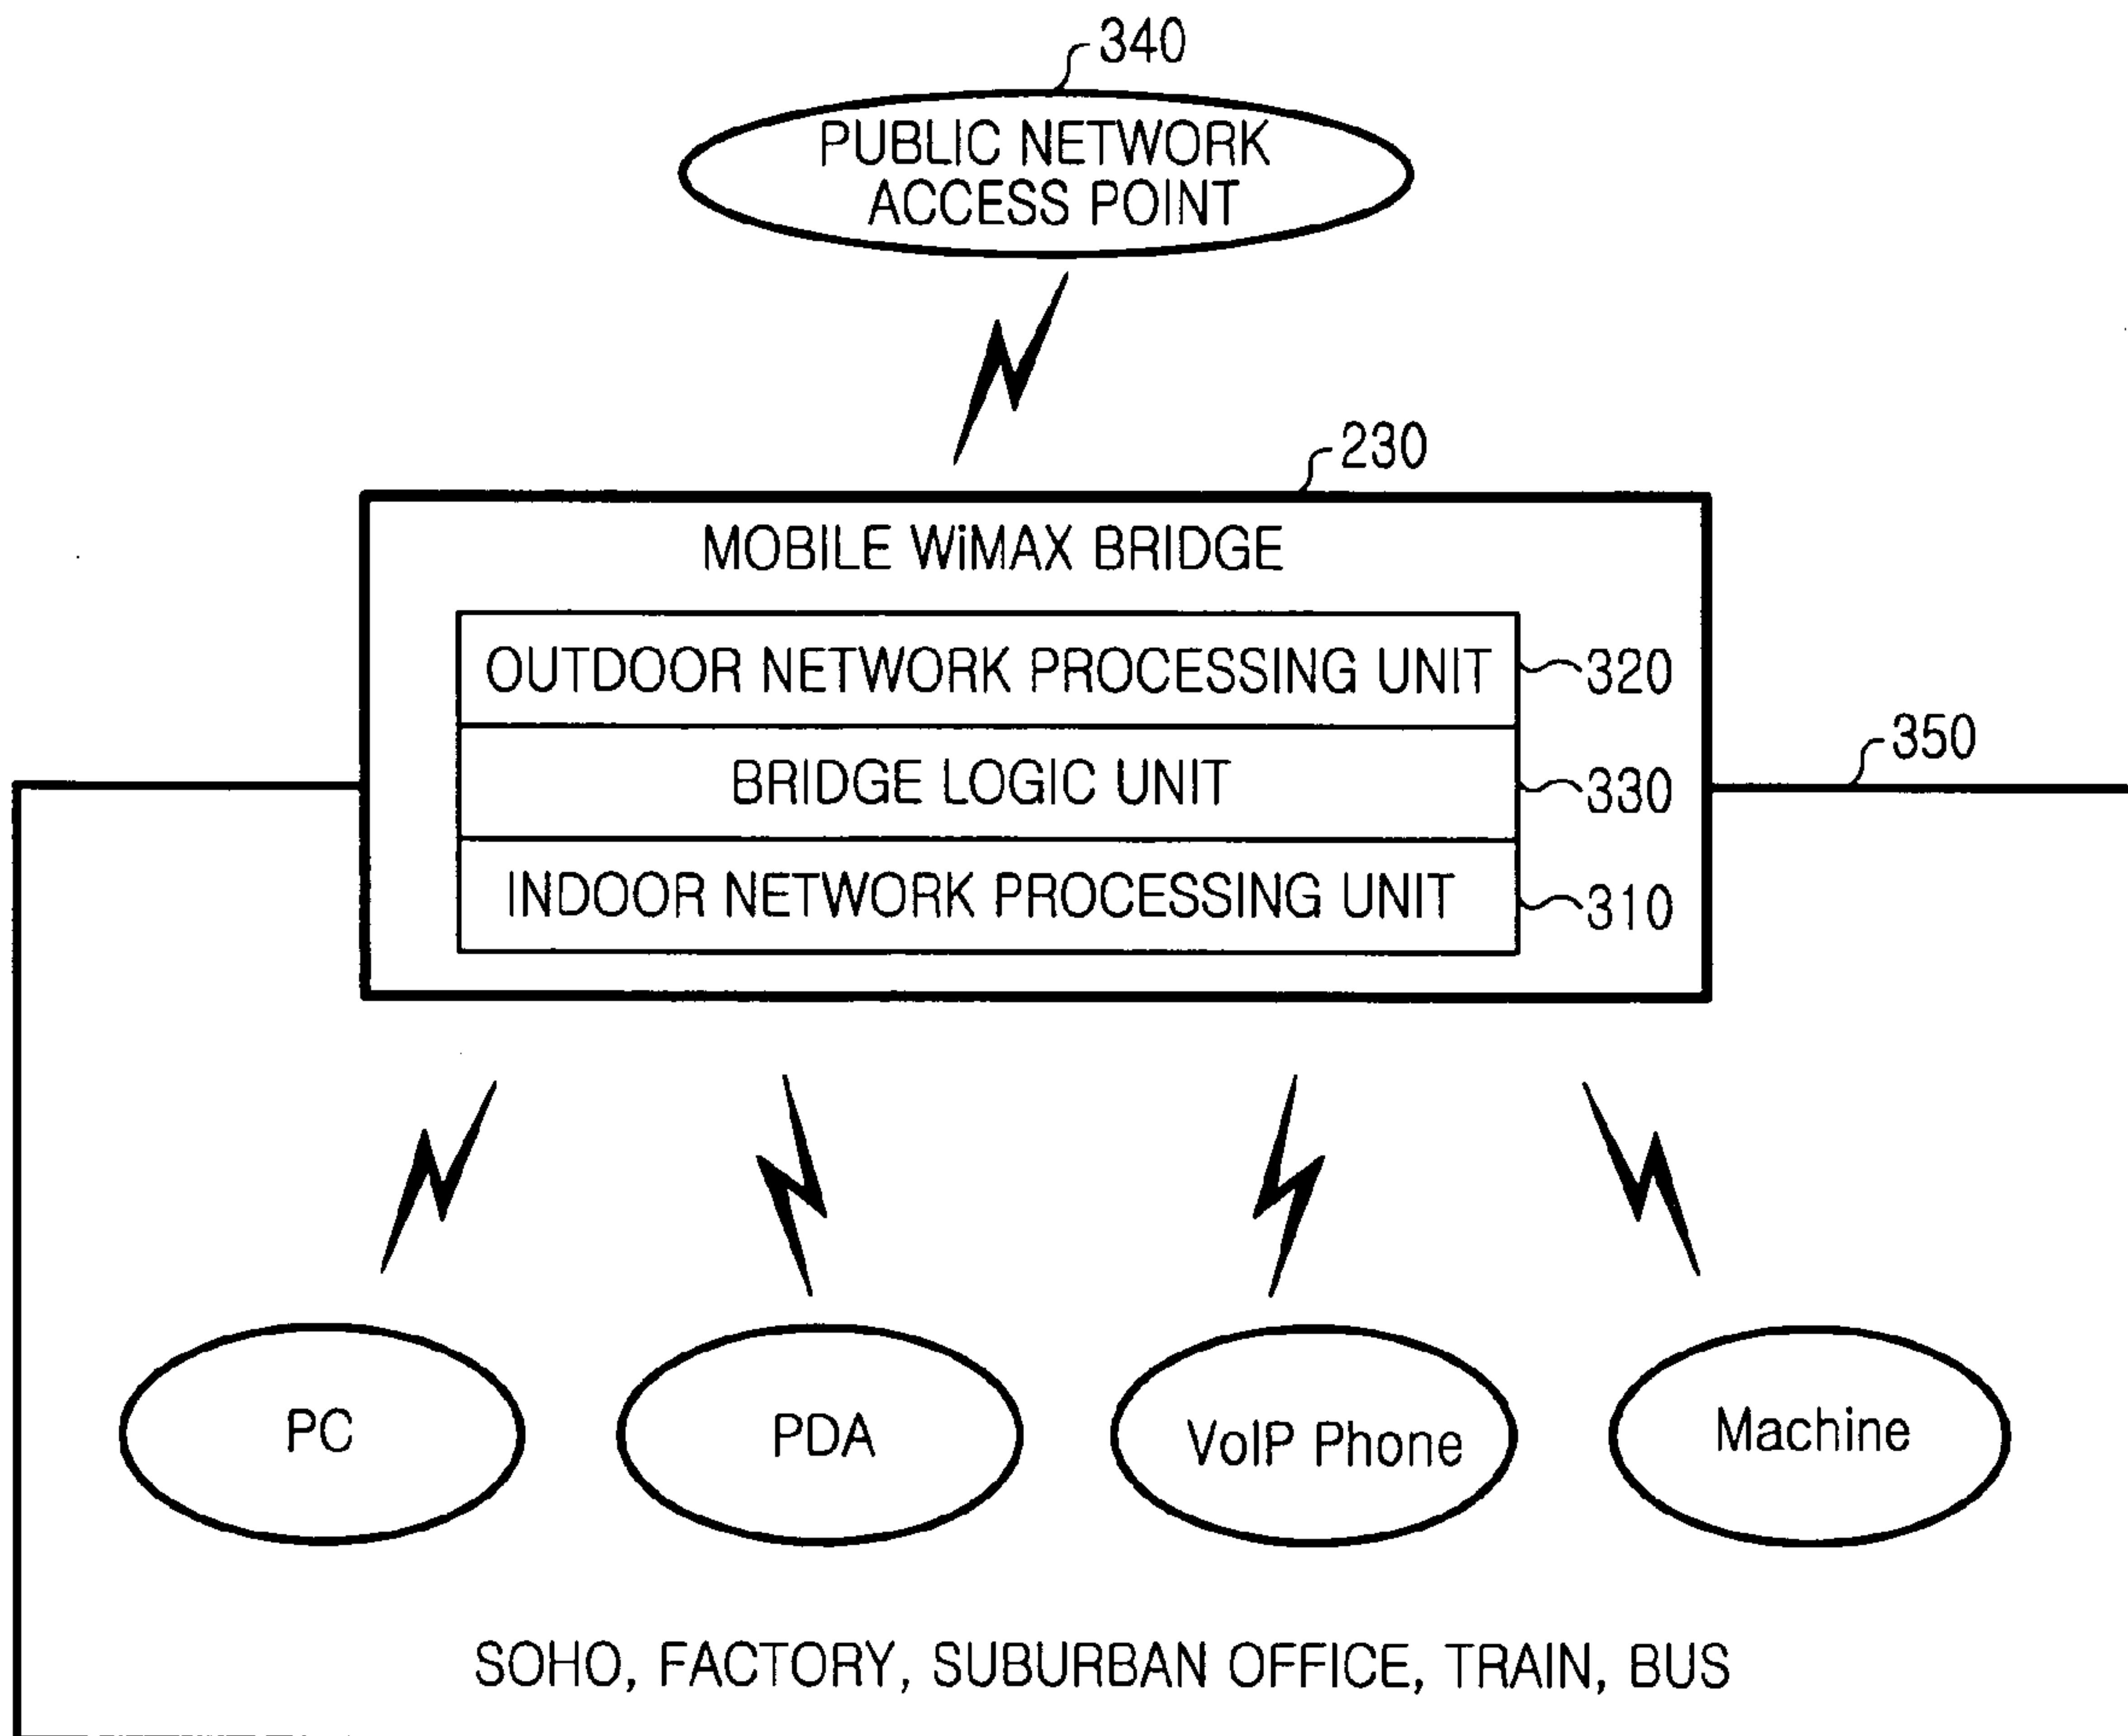 340
PUBLIC NETWORK
ACCESS POINT
230
MOBILE WiMAX BRIDGE
OUTDOOR NETWORK PROCESSING UNIT
320
350
BRIDGE LOGIC UNIT
330
INDOOR NETWORK PROCESSING UNIT
310
PC
PDA
VoIP Phone
Machine
SOHO, FACTORY, SUBURBAN OFFICE, TRAIN, BUS